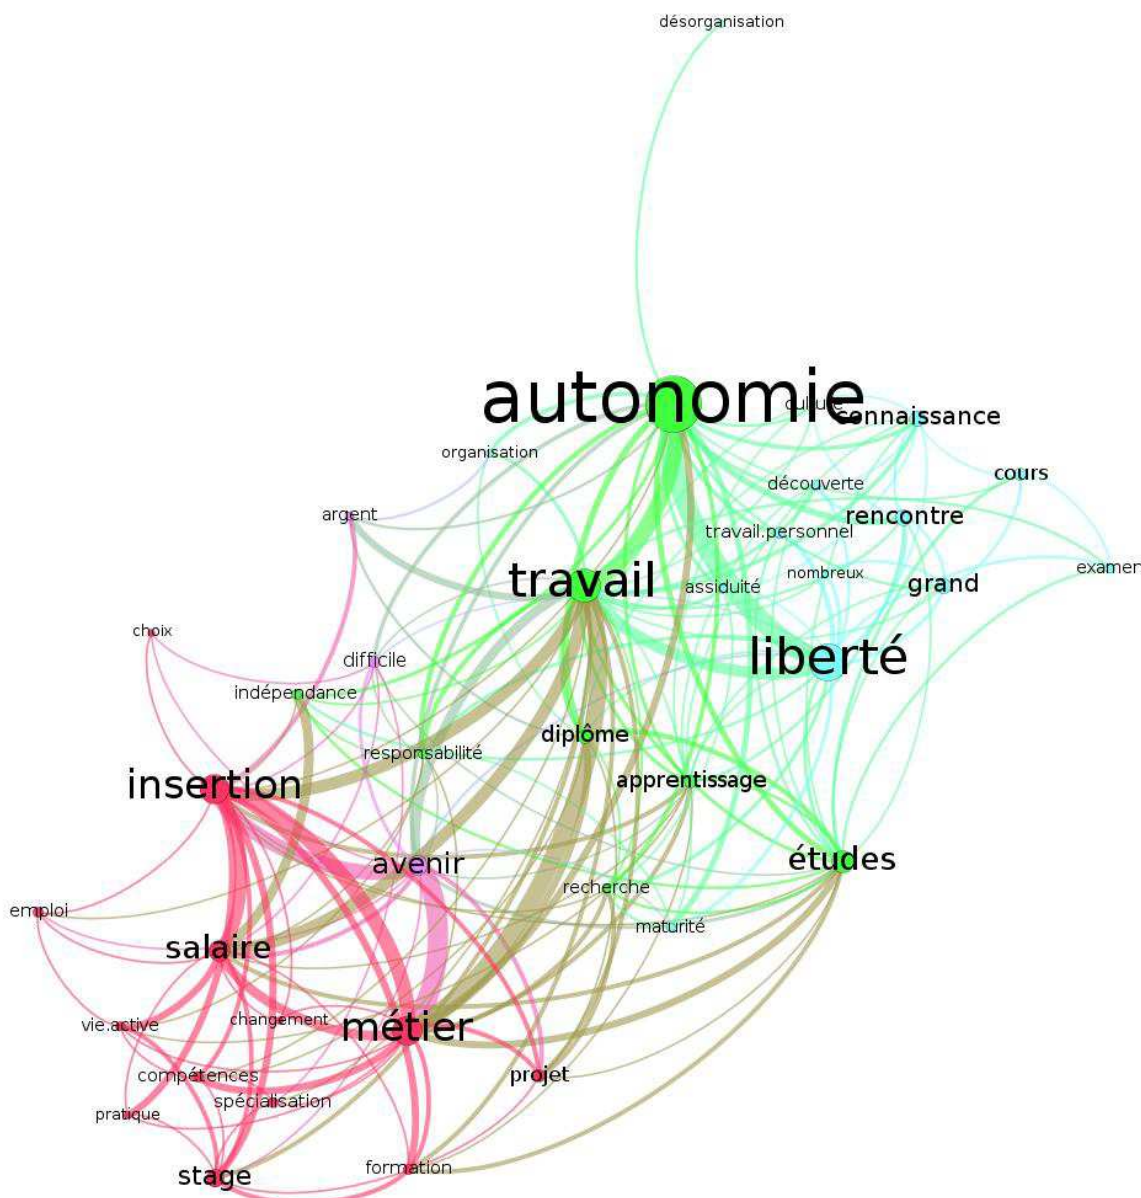 désorganisation
autonomie
culture
connaissance
organisation
cours
découverte
argent
rencontre
travail.personnel
examen
nombreux
travail
assiduité
grand
choix
liberté
difficile
indépendance
diplôme
responsabilité
apprentissage
insertion
études
avenir
recherche
emploi
maturité
salaire
changement
vie.active
métier
projet
compétences
spécialisation
pratique
formation
stage